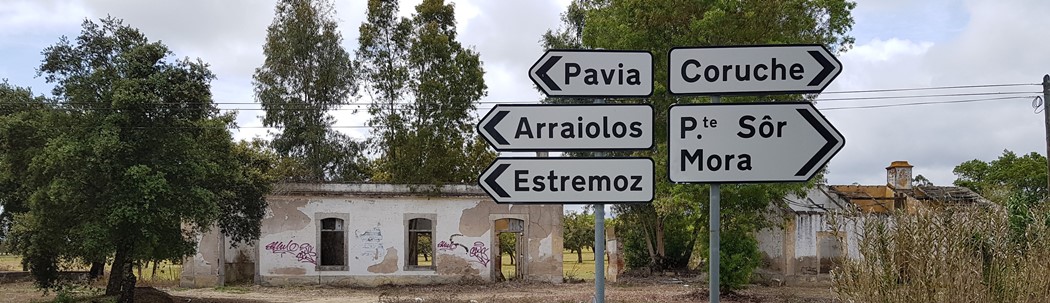 Pavia
Arraiolos
Estremoz
Coruche
P.te Sôr
Mora